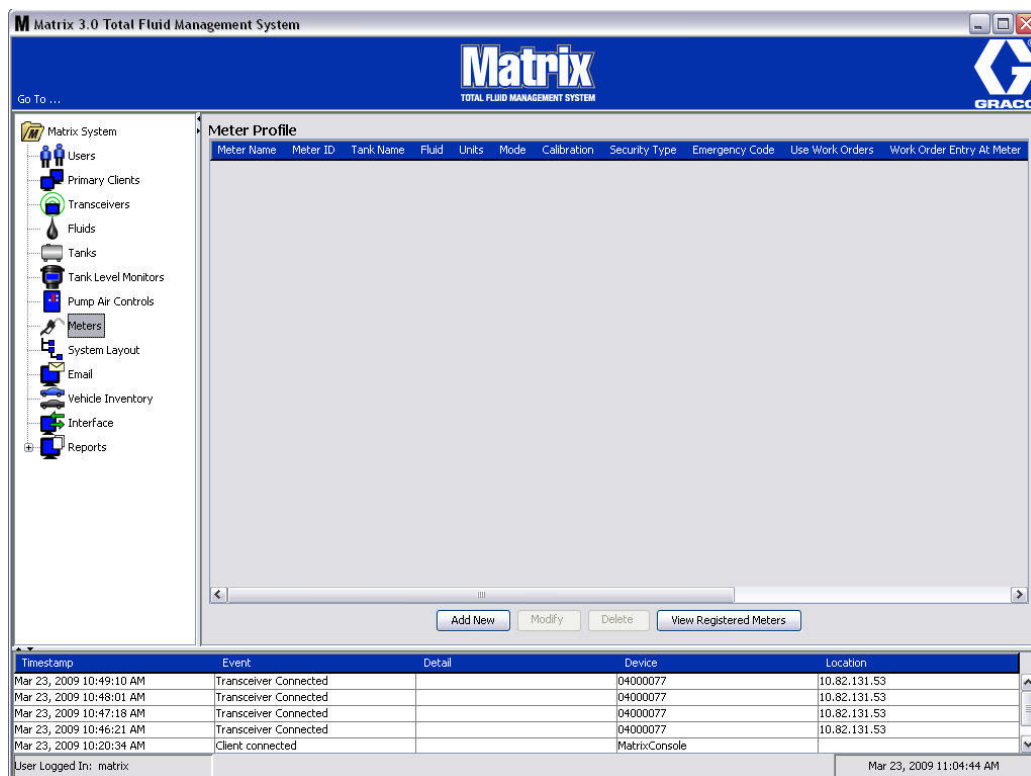 M Matrix 3.0 Total Fluid Management System
Matrix
TOTAL FLUID MANAGEMENT SYSTEM
Go To ...
GRACO
Matrix System
Users
Primary Clients
Transceivers
Fluids
Tanks
Tank Level Monitors
Pump Air Controls
Meters
System Layout
Email
Vehicle Inventory
Interface
Reports
Meter Profile
Meter Name Meter ID Tank Name Fluid Units Mode Calibration Security Type Emergency Code Use Work Orders Work Order Entry At Meter
Add New Modify Delete View Registered Meters
Timestamp Event Detail Device Location
Mar 23, 2009 10:49:10 AM Transceiver Connected 04000077 10.82.131.53
Mar 23, 2009 10:48:01 AM Transceiver Connected 04000077 10.82.131.53
Mar 23, 2009 10:47:18 AM Transceiver Connected 04000077 10.82.131.53
Mar 23, 2009 10:46:21 AM Transceiver Connected 04000077 10.82.131.53
Mar 23, 2009 10:20:34 AM Client connected MatrixConsole
User Logged In: matrix Mar 23, 2009 11:04:44 AM